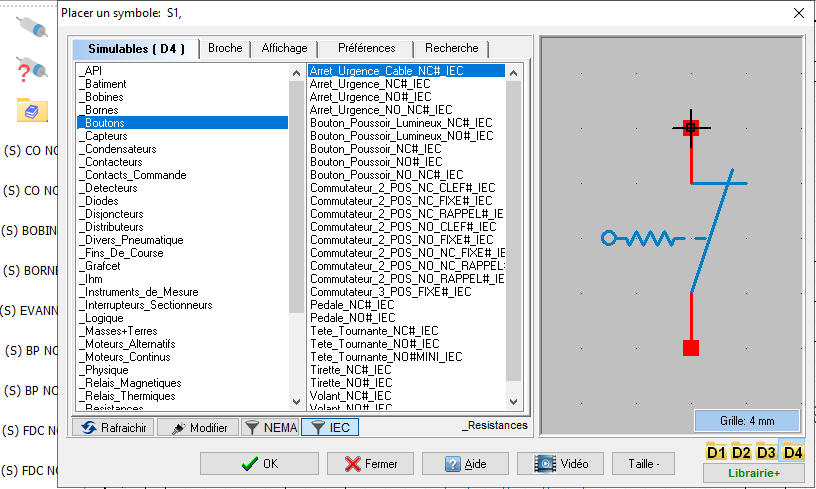 Placer un symbole:  S1,
Simulables ( D4 )
Broche
Affichage
Préférences
Recherche
_API
_Batiment
_Bobines
_Bornes
_Boutons
_Capteurs
_Condensateurs
_Contacteurs
_Contacts_Commande
_Detecteurs
_Diodes
_Disjoncteurs
_Distributeurs
_Divers_Pneumatique
_Fins_De_Course
_Grafcet
_Ihm
_Instruments_de_Mesure
_Interrupteurs_Sectionneurs
_Logique
_Masses+Terres
_Moteurs_Alternatifs
_Moteurs_Continus
_Physique
_Relais_Magnetiques
_Relais_Thermiques
_Resistances
Arret_Urgence_Cable_NC#_IEC
Arret_Urgence_NC#_IEC
Arret_Urgence_NO#_IEC
Arret_Urgence_NO_NC#_IEC
Bouton_Poussoir_Lumineux_NC#_IEC
Bouton_Poussoir_Lumineux_NO#_IEC
Bouton_Poussoir_NC#_IEC
Bouton_Poussoir_NO#_IEC
Bouton_Poussoir_NO_NC#_IEC
Commutateur_2_POS_NC_CLEF#_IEC
Commutateur_2_POS_NC_FIXE#_IEC
Commutateur_2_POS_NC_RAPPEL#_IE
Commutateur_2_POS_NO_CLEF#_IEC
Commutateur_2_POS_NO_FIXE#_IEC
Commutateur_2_POS_NO_NC_FIXE#_IE
Commutateur_2_POS_NO_NC_RAPPEL#
Commutateur_2_POS_NO_RAPPEL#_IE
Commutateur_3_POS_FIXE#_IEC
Pedale_NC#_IEC
Pedale_NO#_IEC
Tete_Tournante_NC#_IEC
Tete_Tournante_NO#_IEC
Tete_Tournante_NO#MINI_IEC
Tirette_NC#_IEC
Tirette_NO#_IEC
Volant_NC#_IEC
Volant_NO#_IEC
(S) CO NO
(S) CO NC
(S) BOBIN
(S) BORNE
(S) EVANN
(S) BP NO
(S) BP NC
(S) FDC NO
(S) FDC NC
Rafraichir
Modifier
NEMA
IEC
_Resistances
Grille: 4 mm
D1 D2 D3 D4
OK
Fermer
Aide
Vidéo
Taille -
Librairie+